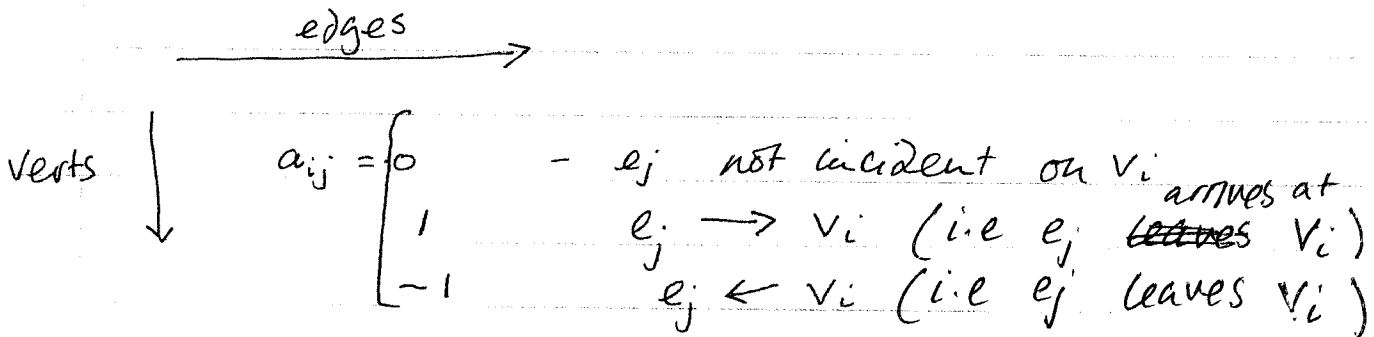 edges
verts a_ij = { 0 - e_j not incident on v_i
1 e_j → v_i (i.e e_j arrives at v_i)
-1 e_j ← v_i (i.e e_j leaves v_i)